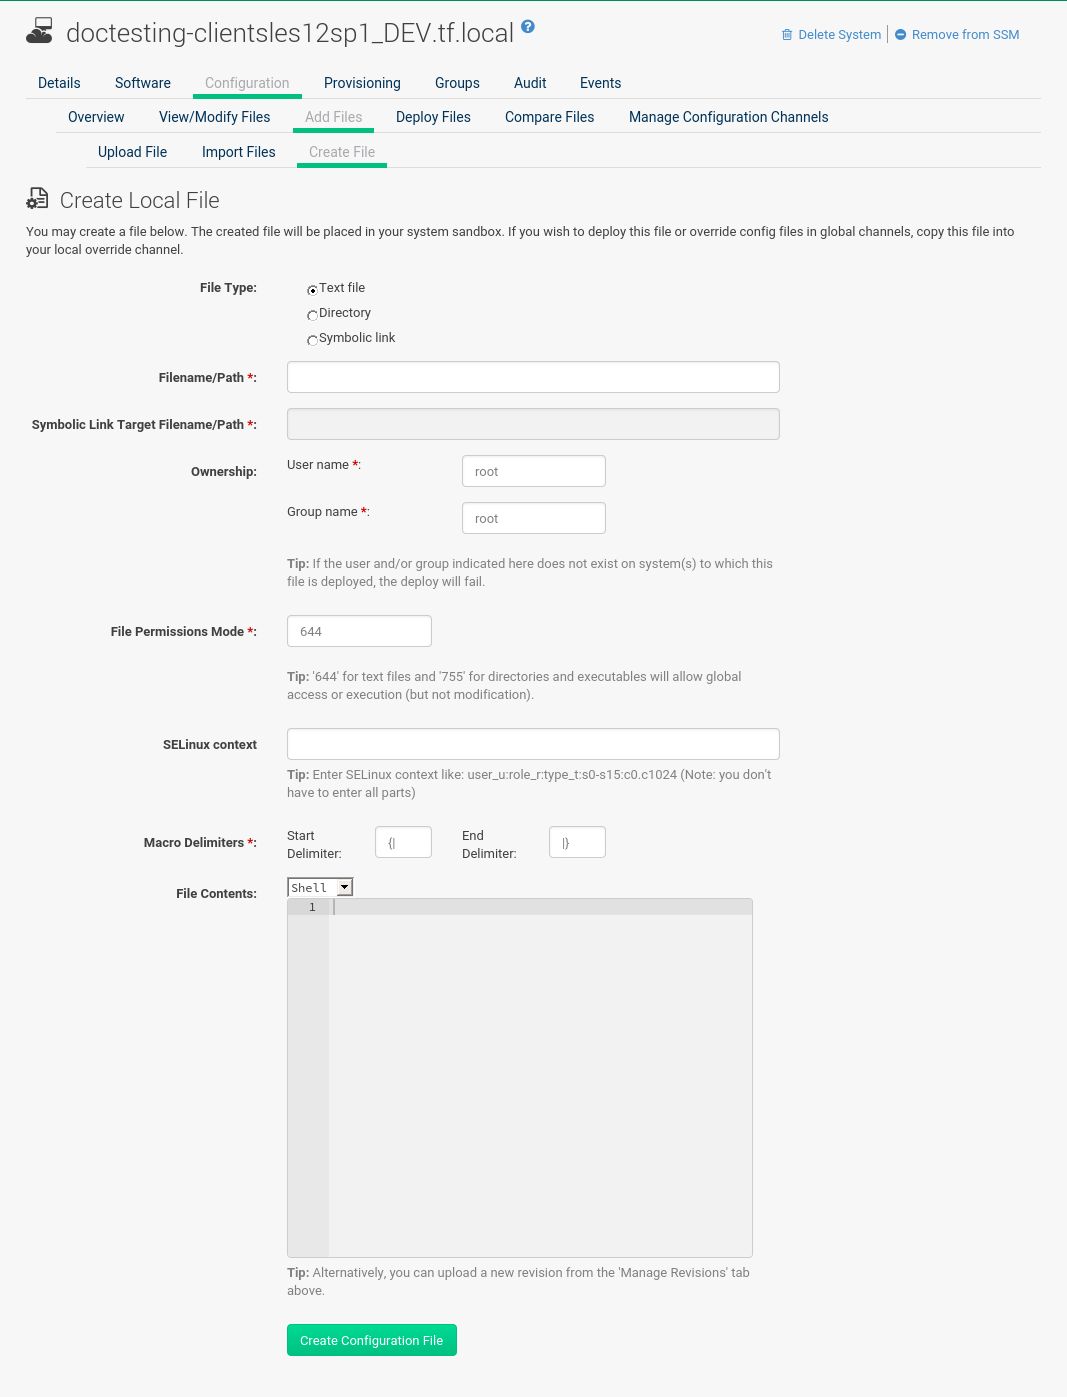 doctesting-clientsles12sp1_DEV.tf.local ?
Delete System | Remove from SSM
Details Software Configuration Provisioning Groups Audit Events
Overview View/Modify Files Add Files Deploy Files Compare Files Manage Configuration Channels
Upload File Import Files Create File
Create Local File
You may create a file below. The created file will be placed in your system sandbox. If you wish to deploy this file or override config files in global channels, copy this file into
your local override channel.
File Type: Text file
Directory
Symbolic link
Filename/Path *:
Symbolic Link Target Filename/Path *:
Ownership: User name *: root
Group name *: root
Tip: If the user and/or group indicated here does not exist on system(s) to which this
file is deployed, the deploy will fail.
File Permissions Mode *: 644
Tip: '644' for text files and '755' for directories and executables will allow global
access or execution (but not modification).
SELinux context
Tip: Enter SELinux context like: user_u:role_r:type_t:s0-s15:c0.c1024 (Note: you don't
have to enter all parts)
Macro Delimiters *: Start Delimiter: {| End Delimiter: |}
File Contents: Shell
1
Tip: Alternatively, you can upload a new revision from the 'Manage Revisions' tab
above.
Create Configuration File